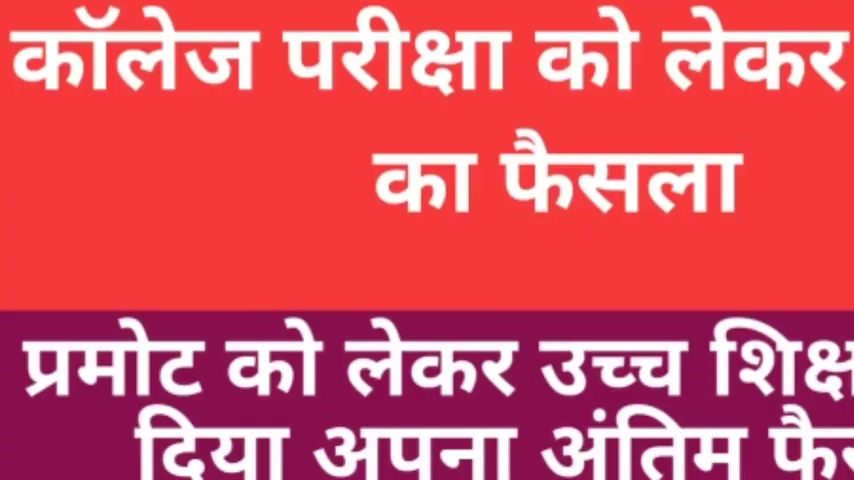 कॉलेज परीक्षा को लेकर
का फैसला
प्रमोट को लेकर उच्च
दिया अपना अंतिम